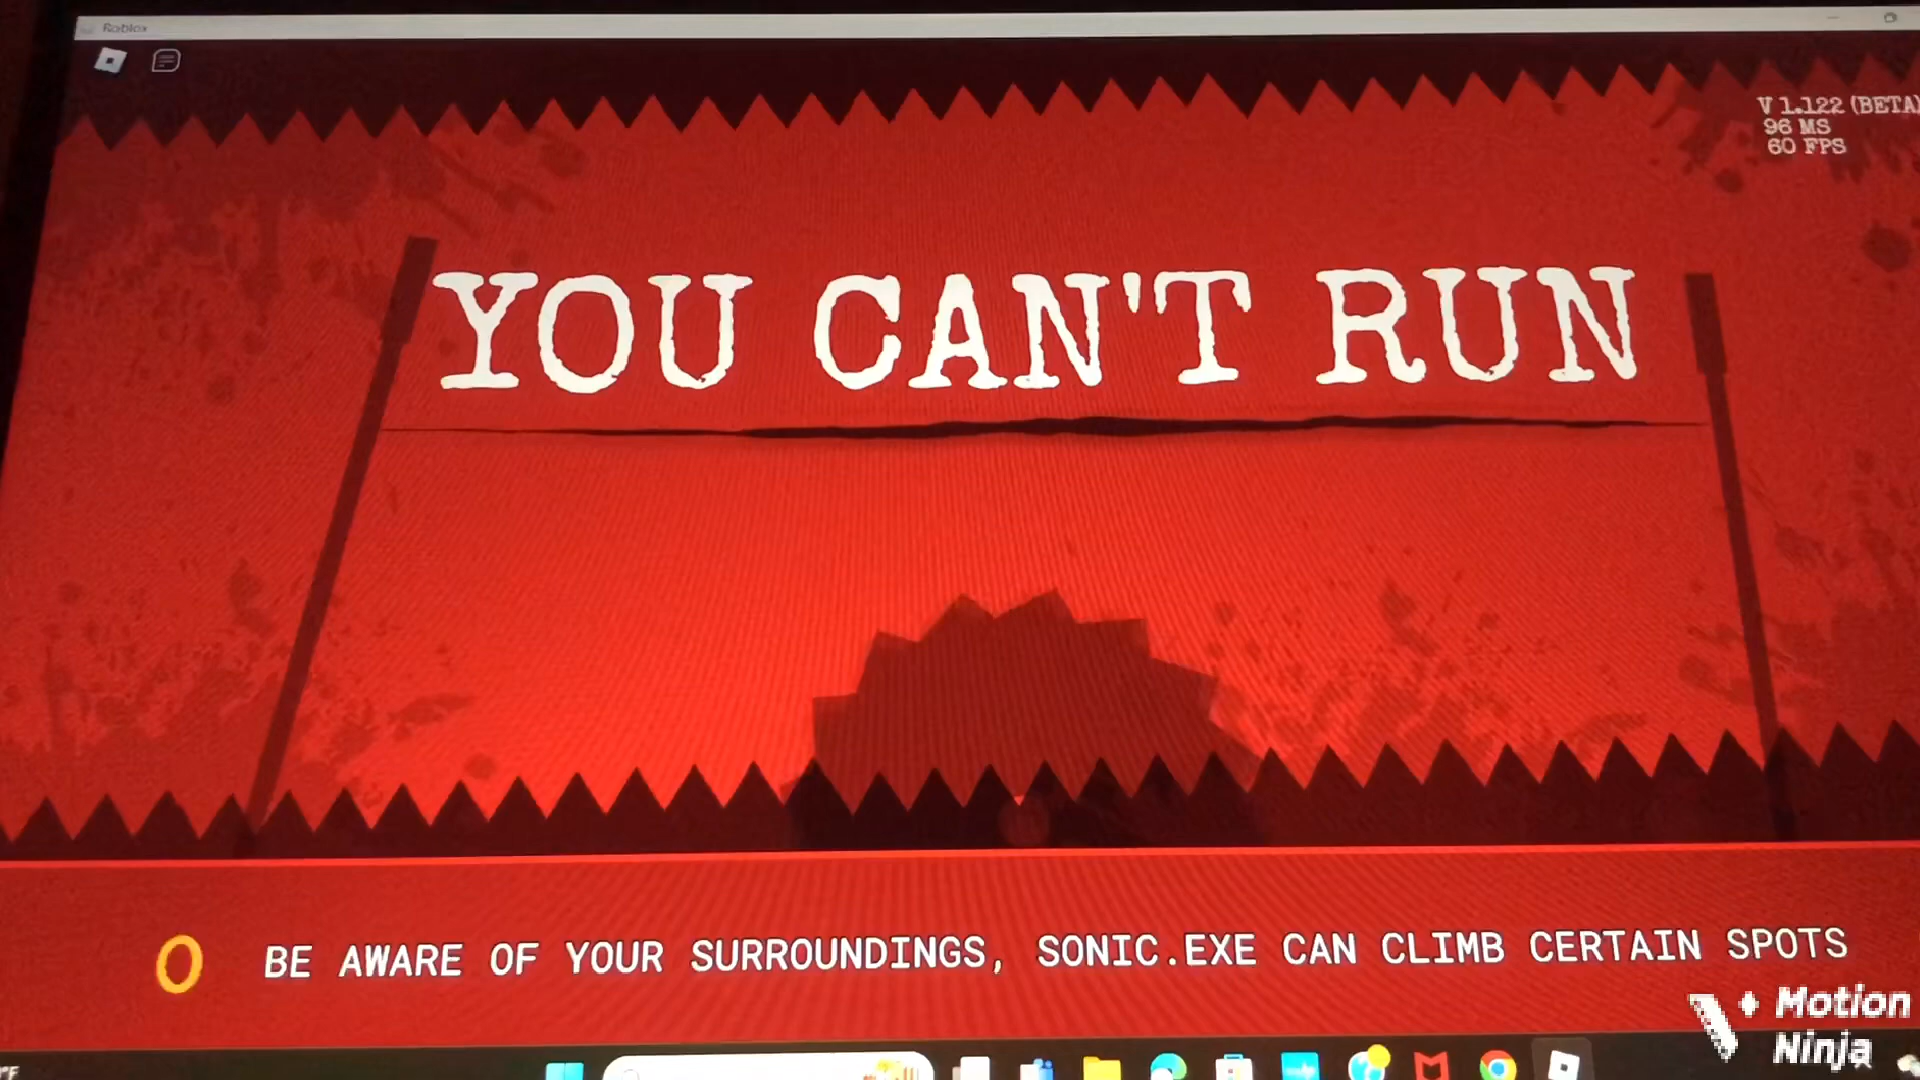 Roblox
V 1.122 (BETA)
96 MS
60 FPS
YOU CAN'T RUN
BE AWARE OF YOUR SURROUNDINGS, SONIC.EXE CAN CLIMB CERTAIN SPOTS
Motion
Ninja